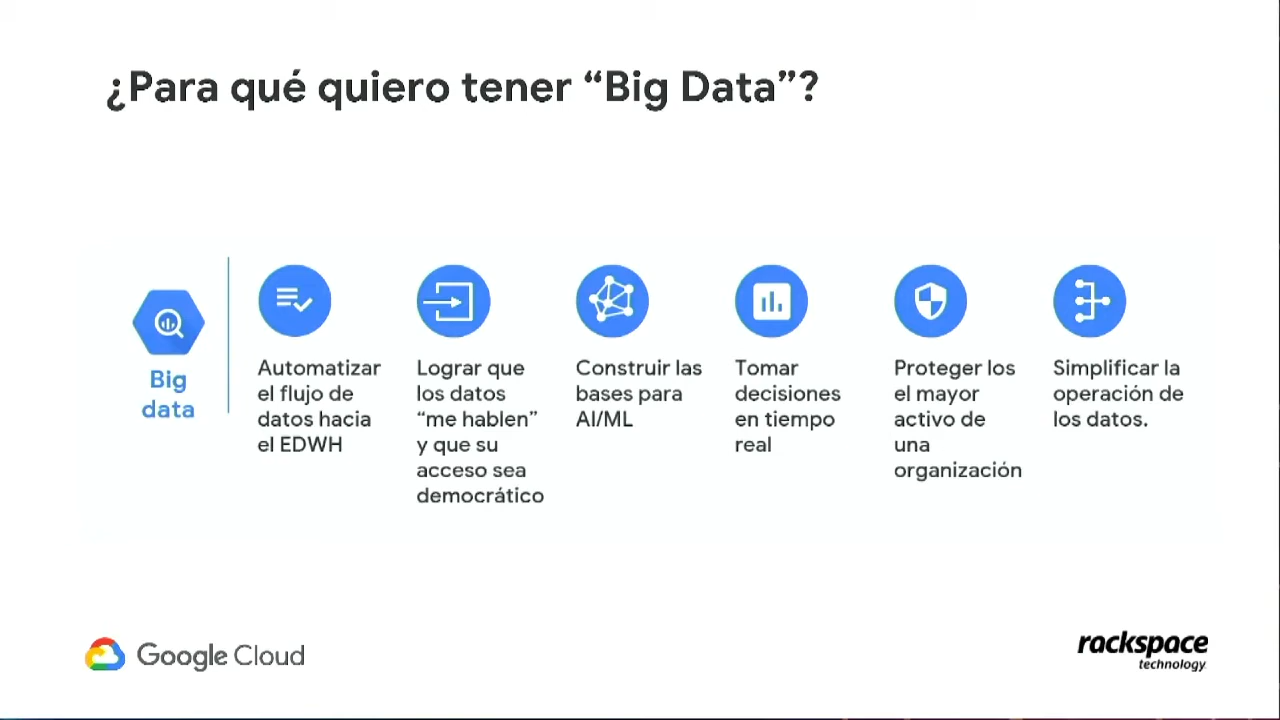 ¿Para qué quiero tener “Big Data”?
Big
data
Automatizar
el flujo de
datos hacia
el EDWH
Lograr que
los datos
“me hablen”
y que su
acceso sea
democrático
Construir las
bases para
AI/ML
Tomar
decisiones
en tiempo
real
Proteger los
el mayor
activo de
una
organización
Simplificar la
operación de
los datos.
Google Cloud
rackspace
technology